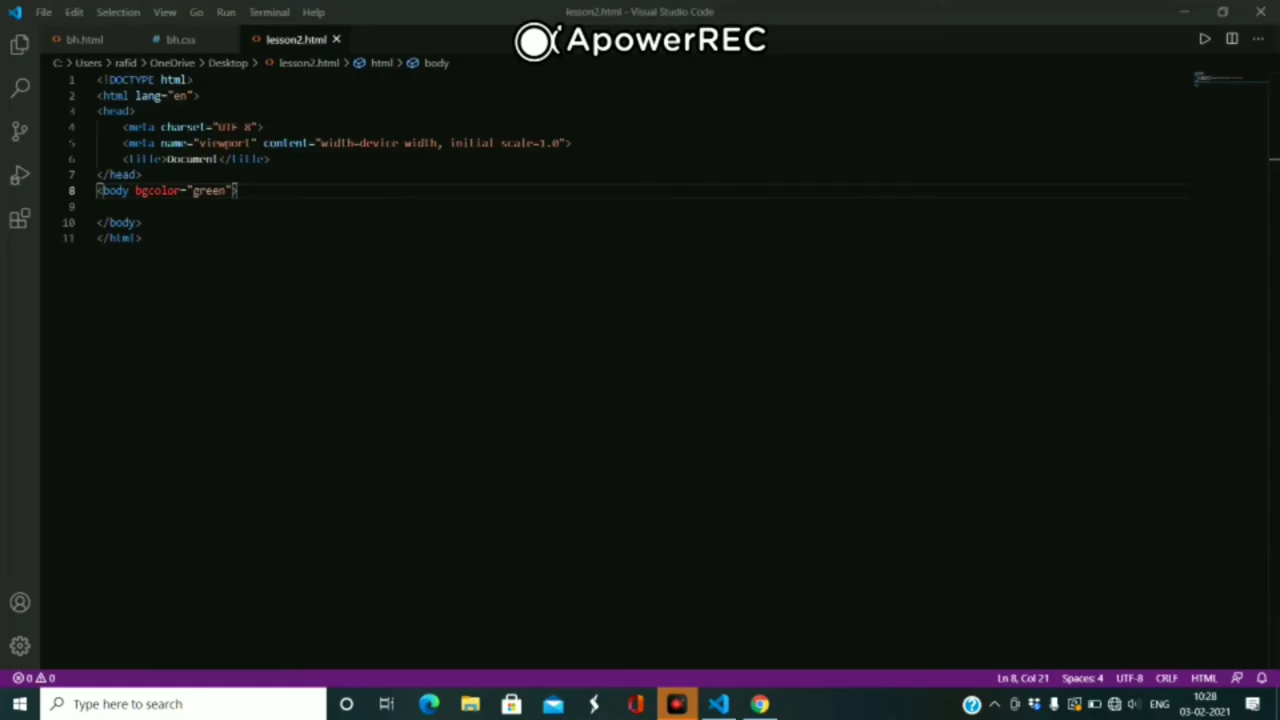 File Edit Selection View Go Run Terminal Help lesson2.html - Visual Studio Code
ApowerREC
bh.html bh.css lesson2.html
C: > Users > rafid > OneDrive > Desktop > lesson2.html > html > body
1 <!DOCTYPE html>
2 <html lang="en">
3 <head>
4 <meta charset="UTF-8">
5 <meta name="viewport" content="width=device-width, initial-scale=1.0">
6 <title>Document</title>
7 </head>
8 <body bgcolor="green">
9
10 </body>
11 </html>
0 0 Ln 8, Col 21 Spaces: 4 UTF-8 CRLF HTML
Type here to search ENG 10:28
03-02-2021